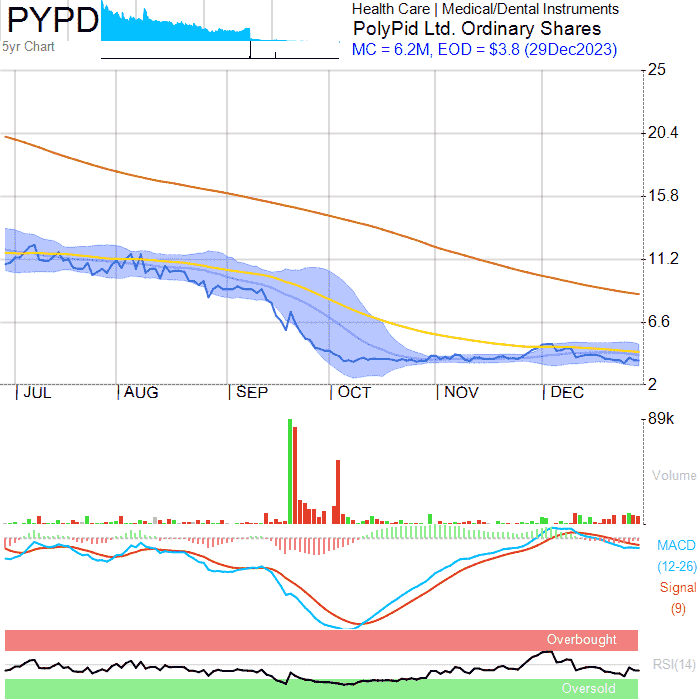 PYPD
5yr Chart
Health Care | Medical/Dental Instruments
PolyPid Ltd. Ordinary Shares
MC = 6.2M, EOD = $3.8 (29Dec2023)
25
20.4
15.8
11.2
6.6
2
JUL AUG SEP OCT NOV DEC
89k
Volume
MACD
(12-26)
Signal
(9)
Overbought
RSI(14)
Oversold